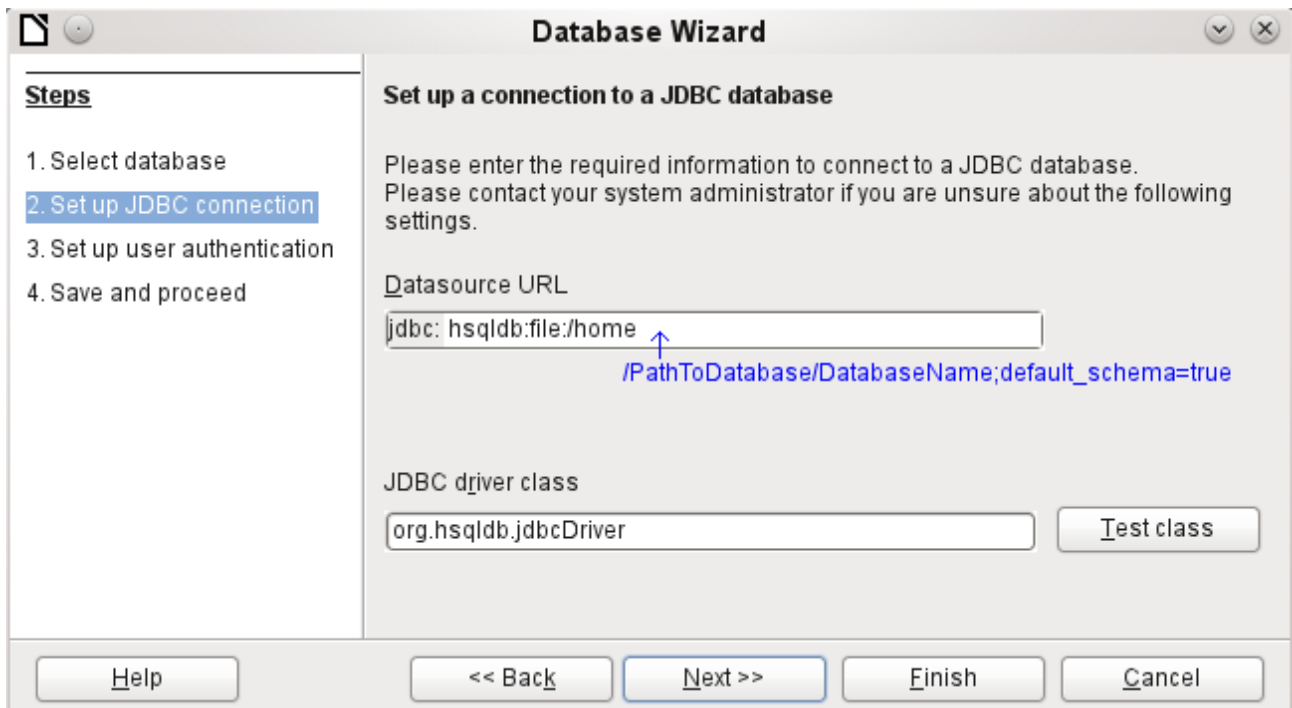 Database Wizard
Steps
1. Select database
2. Set up JDBC connection
3. Set up user authentication
4. Save and proceed
Set up a connection to a JDBC database
Please enter the required information to connect to a JDBC database.
Please contact your system administrator if you are unsure about the following
settings.
Datasource URL
jdbc: hsqldb:file:/home
/PathToDatabase/DatabaseName;default_schema=true
JDBC driver class
org.hsqldb.jdbcDriver
Test class
Help
<< Back
Next >>
Finish
Cancel